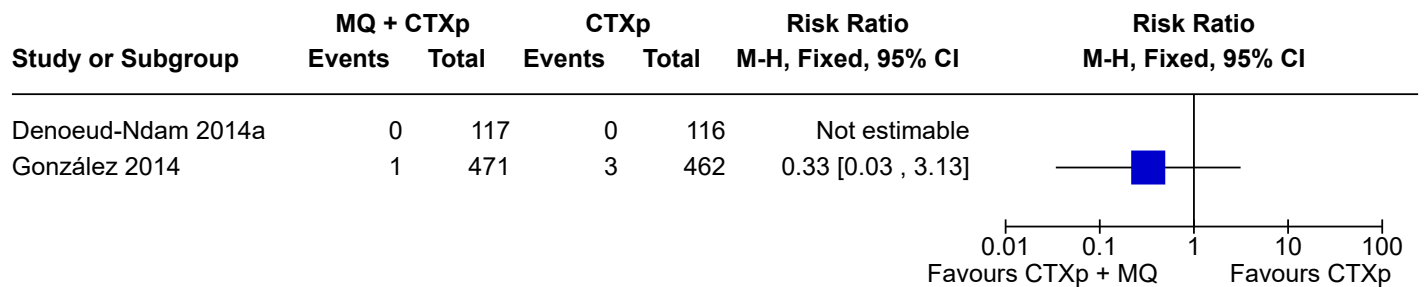 MQ + CTXp CTXp Risk Ratio Risk Ratio
Study or Subgroup Events Total Events Total M-H, Fixed, 95% CI M-H, Fixed, 95% CI
Denoeud-Ndam 2014a 0 117 0 116 Not estimable
González 2014 1 471 3 462 0.33 [0.03 , 3.13]
0.01 0.1 1 10 100
Favours CTXp + MQ Favours CTXp